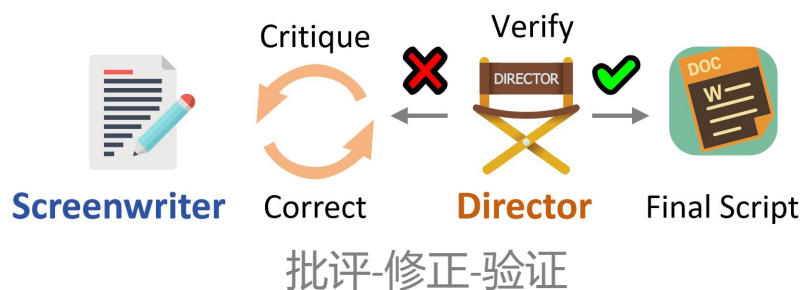 Critique
Verify
DIRECTOR
DOC
W
Screenwriter
Correct
Director
Final Script
批评-修正-验证